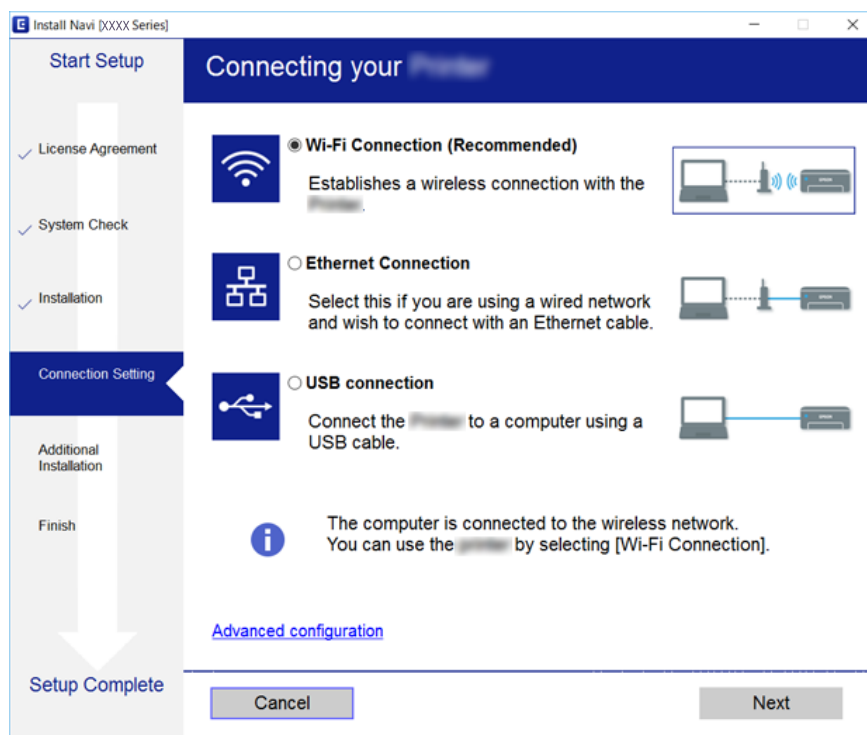 Install Navi [XXXX Series]
Start Setup
License Agreement
System Check
Installation
Connection Setting
Additional
Installation
Finish
Setup Complete
Connecting your
Wi-Fi Connection (Recommended)
Establishes a wireless connection with the
.
Ethernet Connection
Select this if you are using a wired network
and wish to connect with an Ethernet cable.
USB connection
Connect the to a computer using a
USB cable.
The computer is connected to the wireless network.
You can use the by selecting [Wi-Fi Connection].
Advanced configuration
Cancel
Next